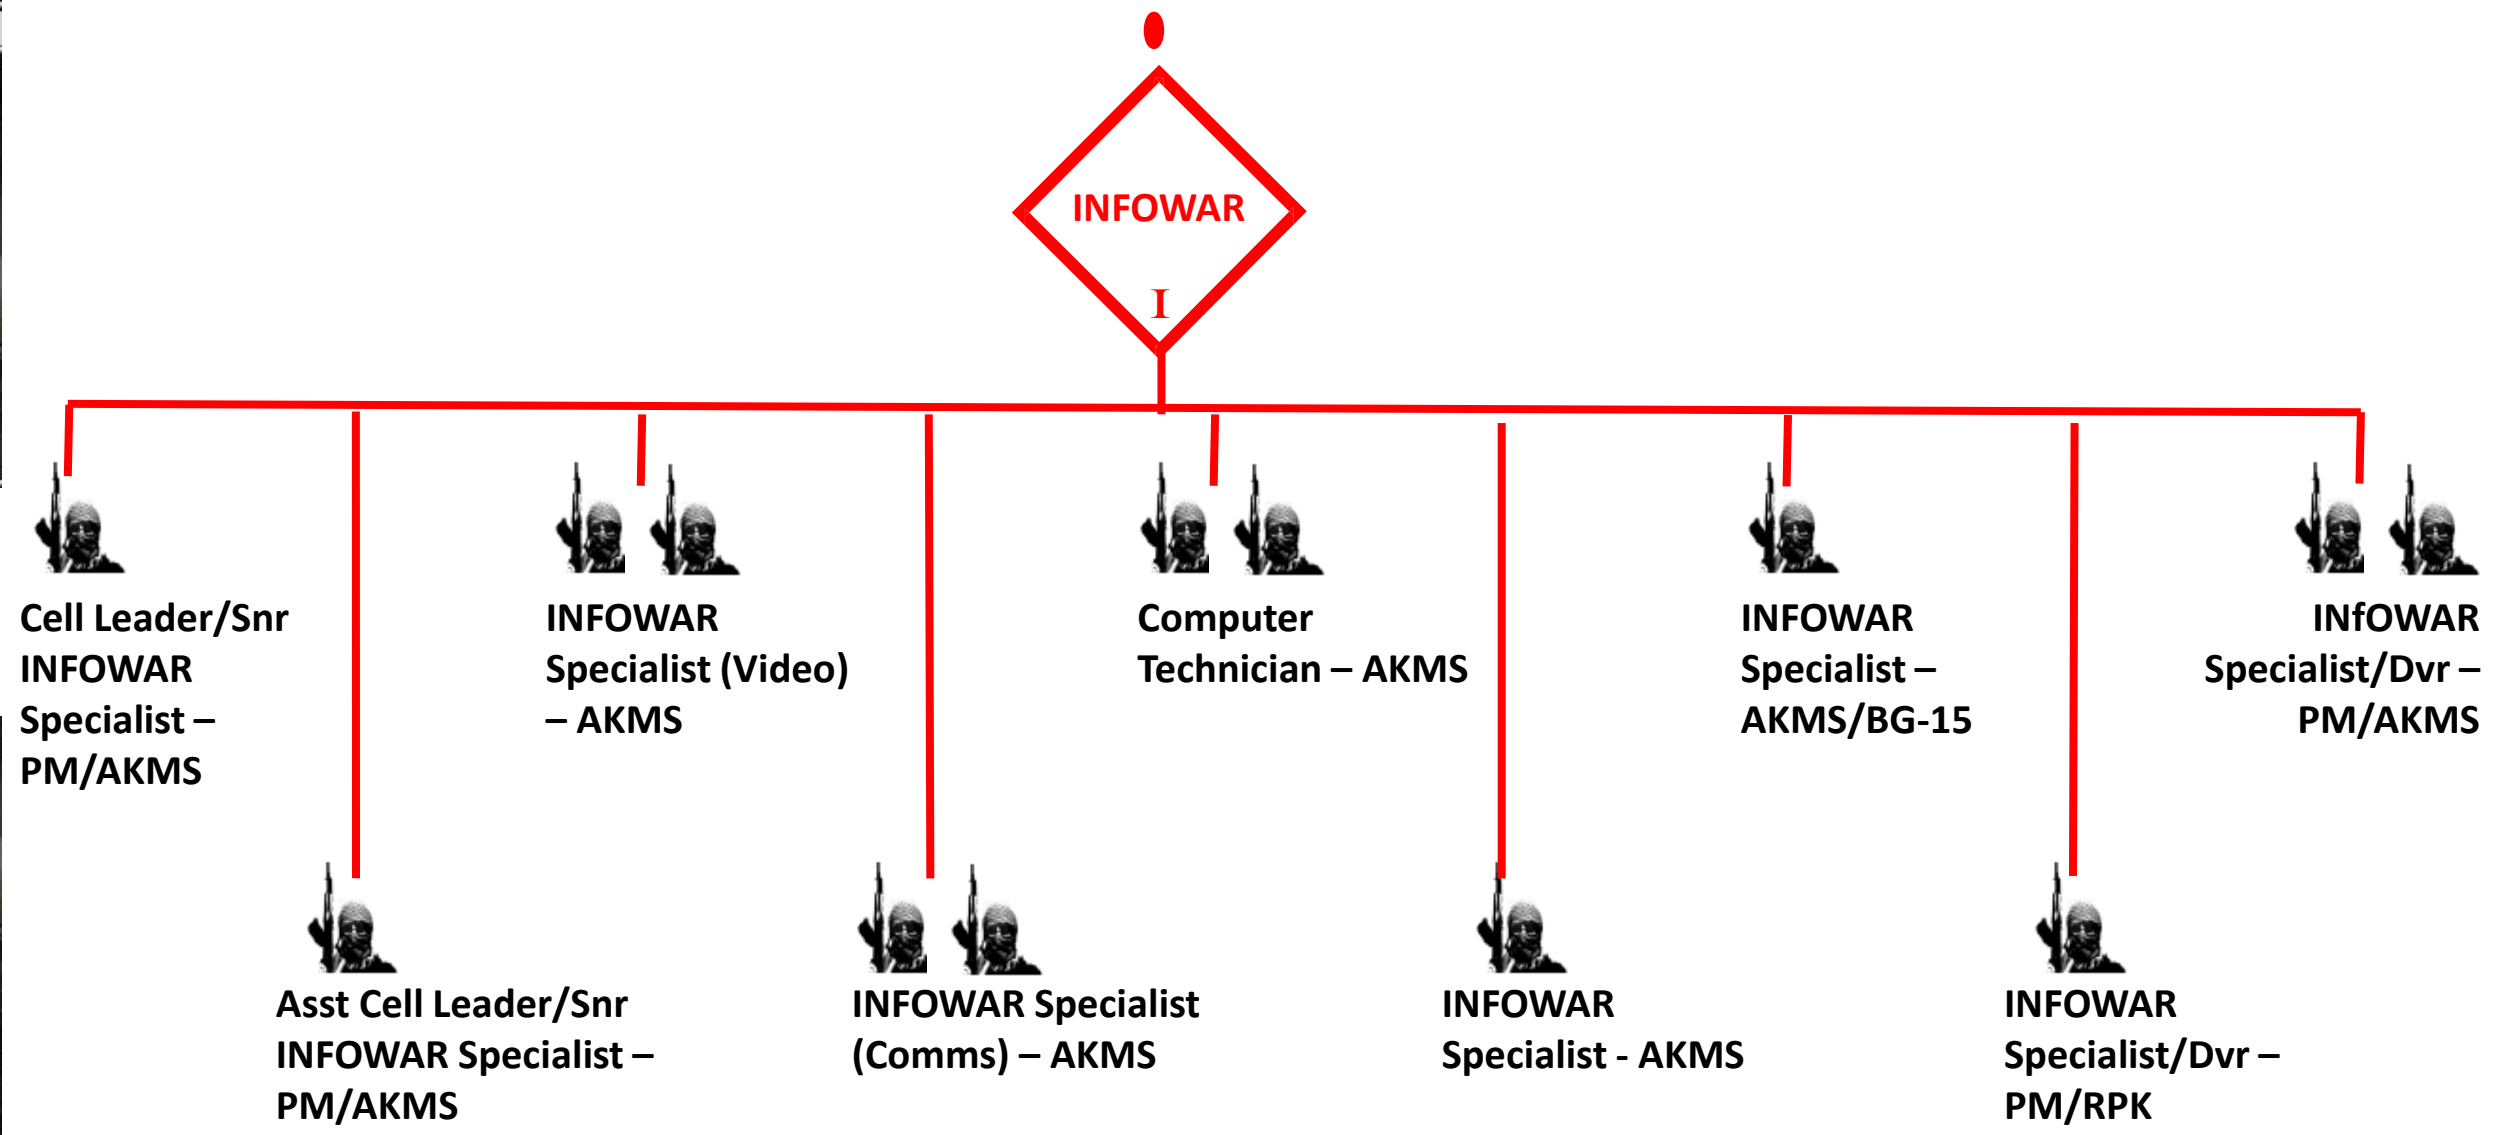 INFOWAR
I
Cell Leader/Snr
INFOWAR
Specialist –
PM/AKMS
INFOWAR
Specialist (Video)
– AKMS
Computer
Technician – AKMS
INFOWAR
Specialist –
AKMS/BG-15
INfOWAR
Specialist/Dvr –
PM/AKMS
Asst Cell Leader/Snr
INFOWAR Specialist –
PM/AKMS
INFOWAR Specialist
(Comms) – AKMS
INFOWAR
Specialist - AKMS
INFOWAR
Specialist/Dvr –
PM/RPK